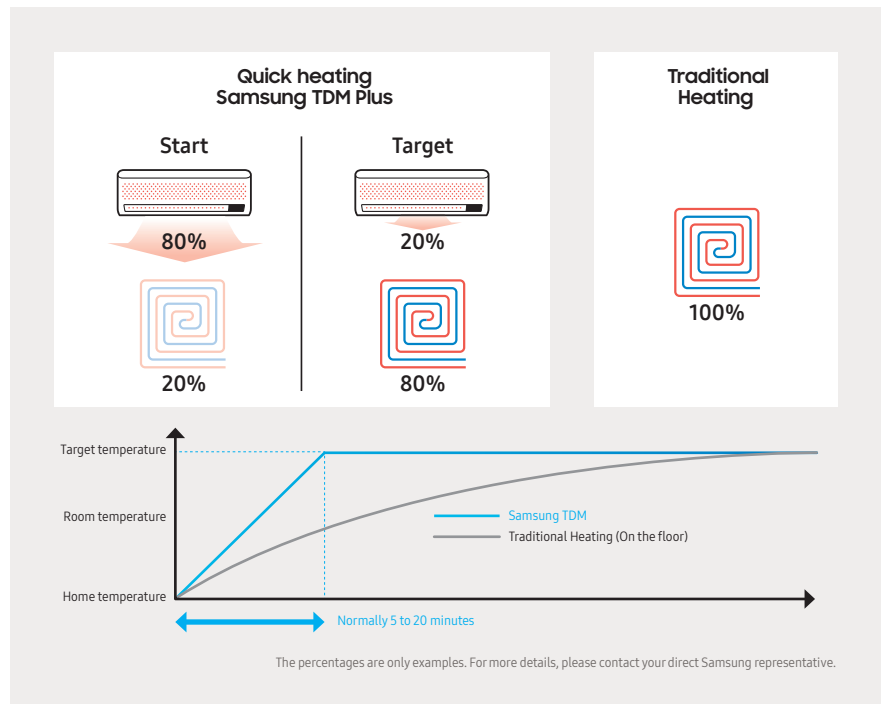 Quick heating
Samsung TDM Plus
Start
Target
80%
20%
20%
80%
Traditional
Heating
100%
Target temperature
Room temperature
Home temperature
Samsung TDM
Traditional Heating (On the floor)
Normally 5 to 20 minutes
The percentages are only examples. For more details, please contact your direct Samsung representative.